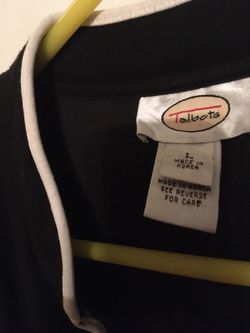 Talbots
L
MADE IN
KOREA
MADE IN KOREA
SEE REVERSE
FOR CARE